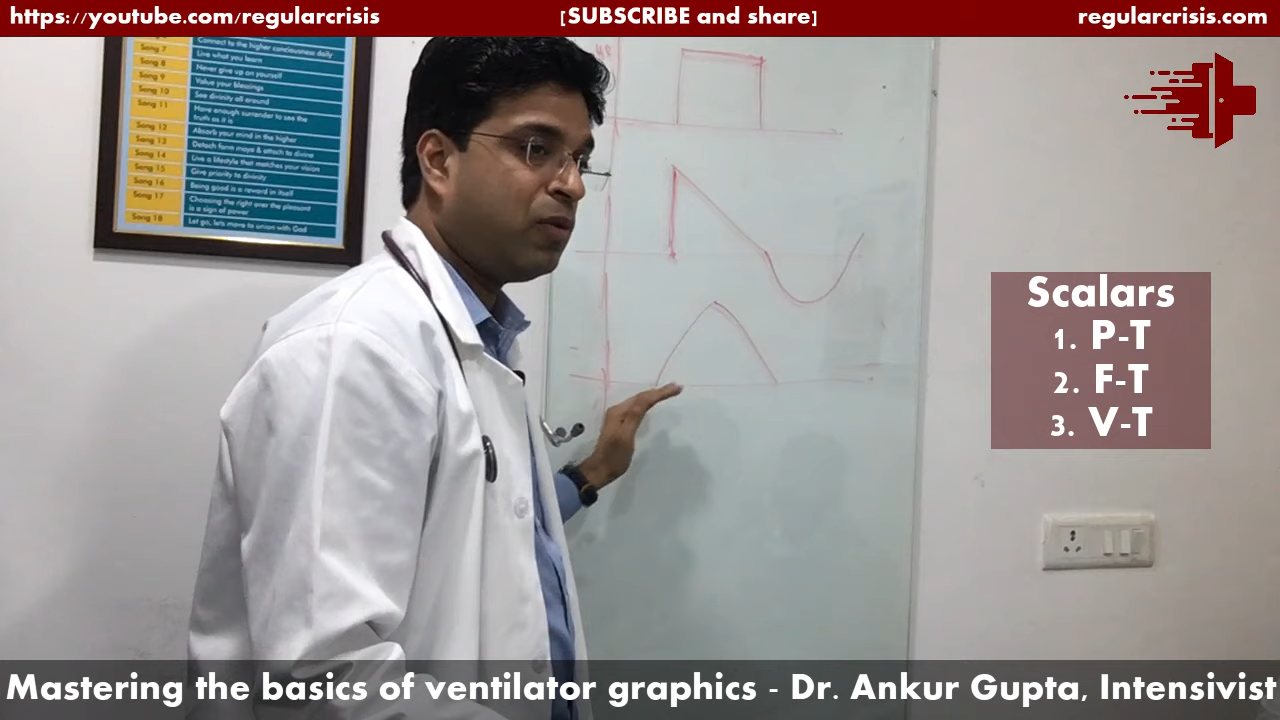 https://youtube.com/regularcrisis
[SUBSCRIBE and share]
regularcrisis.com
Song 7 Connect to the higher conciousness daily
Song 8 Live what you learn
Song 9 Never give up on yourself
Song 10 Value your blessings
Song 11 See divinity all around
Have enough surrender to see the
truth as it is
Song 12 Absorb your mind in the higher
Song 13 Detach form maya & attach to divine
Song 14 Live a lifestyle that matches your vision
Song 15 Give priority to divinity
Song 16 Being good is a reward in itself
Song 17 Choosing the right over the pleasant
is a sign of power
Song 18 Let go, lets move to union with God
Scalars
1. P-T
2. F-T
3. V-T
Mastering the basics of ventilator graphics - Dr. Ankur Gupta, Intensivist